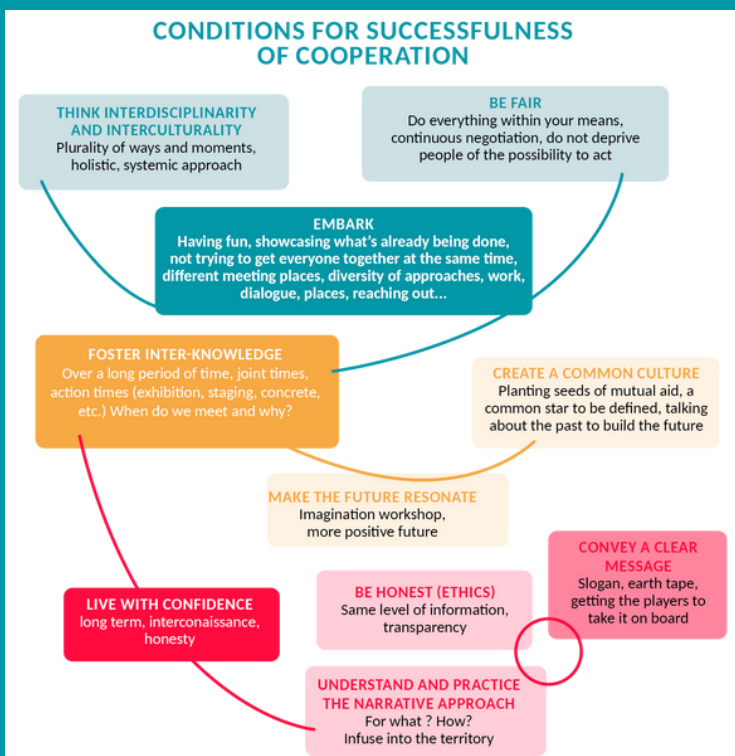 CONDITIONS FOR SUCCESSFULNESS
OF COOPERATION
THINK INTERDISCIPLINARITY
AND INTERCULTURALITY
Plurality of ways and moments,
holistic, systemic approach
BE FAIR
Do everything within your means,
continuous negotiation, do not deprive
people of the possibility to act
EMBARK
Having fun, showcasing what's already being done,
not trying to get everyone together at the same time,
different meeting places, diversity of approaches, work,
dialogue, places, reaching out...
FOSTER INTER-KNOWLEDGE
Over a long period of time, joint times,
action times (exhibition, staging, concrete,
etc.) When do we meet and why?
CREATE A COMMON CULTURE
Planting seeds of mutual aid, a
common star to be defined, talking
about the past to build the future
MAKE THE FUTURE RESONATE
Imagination workshop,
more positive future
CONVEY A CLEAR
MESSAGE
Slogan, earth tape,
getting the players to
take it on board
BE HONEST (ETHICS)
Same level of information,
transparency
LIVE WITH CONFIDENCE
long term, interconaissance,
honesty
UNDERSTAND AND PRACTICE
THE NARRATIVE APPROACH
For what ? How?
Infuse into the territory